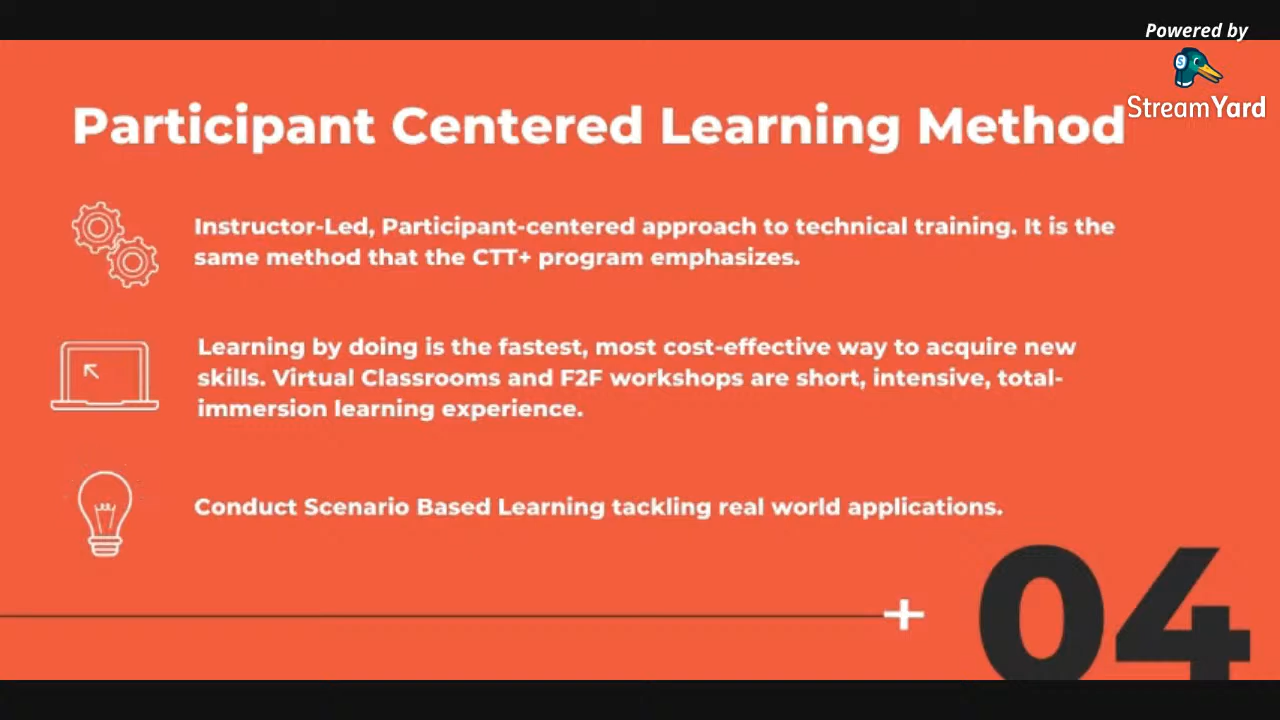 Powered by
StreamYard
Participant Centered Learning Method
Instructor-Led, Participant-centered approach to technical training. It is the
same method that the CTT+ program emphasizes.
Learning by doing is the fastest, most cost-effective way to acquire new
skills. Virtual Classrooms and F2F workshops are short, intensive, total-
immersion learning experience.
Conduct Scenario Based Learning tackling real world applications.
04